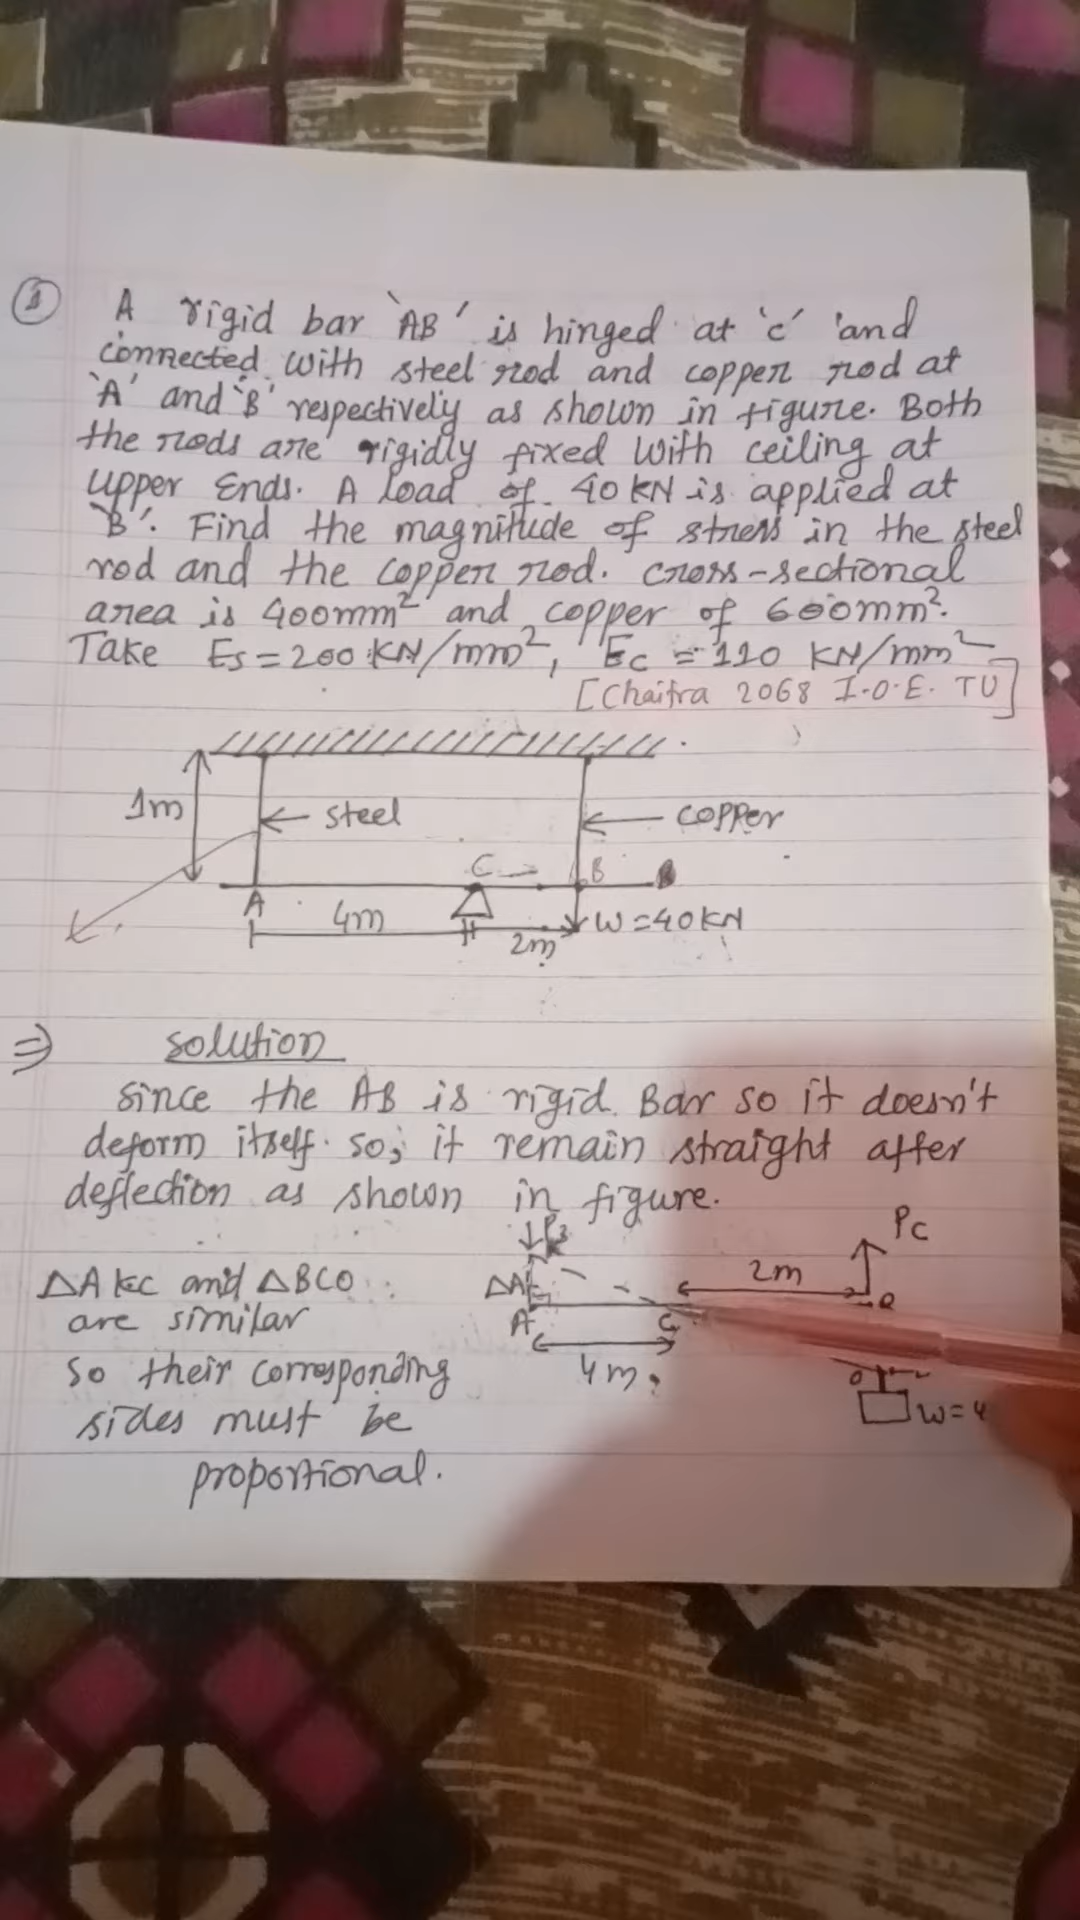 1 A rigid bar `AB' is hinged at 'c' 'and
connected with steel rod and copper rod at
`A' and `B' respectively as shown in figure. Both
the rods are rigidly fixed with ceiling at
upper Ends. A load of 40 KN is applied at
`B'. Find the magnitude of stress in the steel
rod and the copper rod. cross-sectional
area is 400mm² and copper of 600mm².
Take Es = 200 KN/mm², Ec = 110 KN/mm²
[Chaitra 2068 I.O.E. TU]
1m
steel
copper
C
B
A
4m
2m
W = 40KN
⇒ solution
Since the AB is rigid Bar so it doesn't
deform itself. so; it remain straight after
deflection as shown in figure.
Pc
ΔAKC and ΔBCO
are similar
so their corresponding
sides must be
proportional.
2m
ΔA
A
C
4m
W = 4